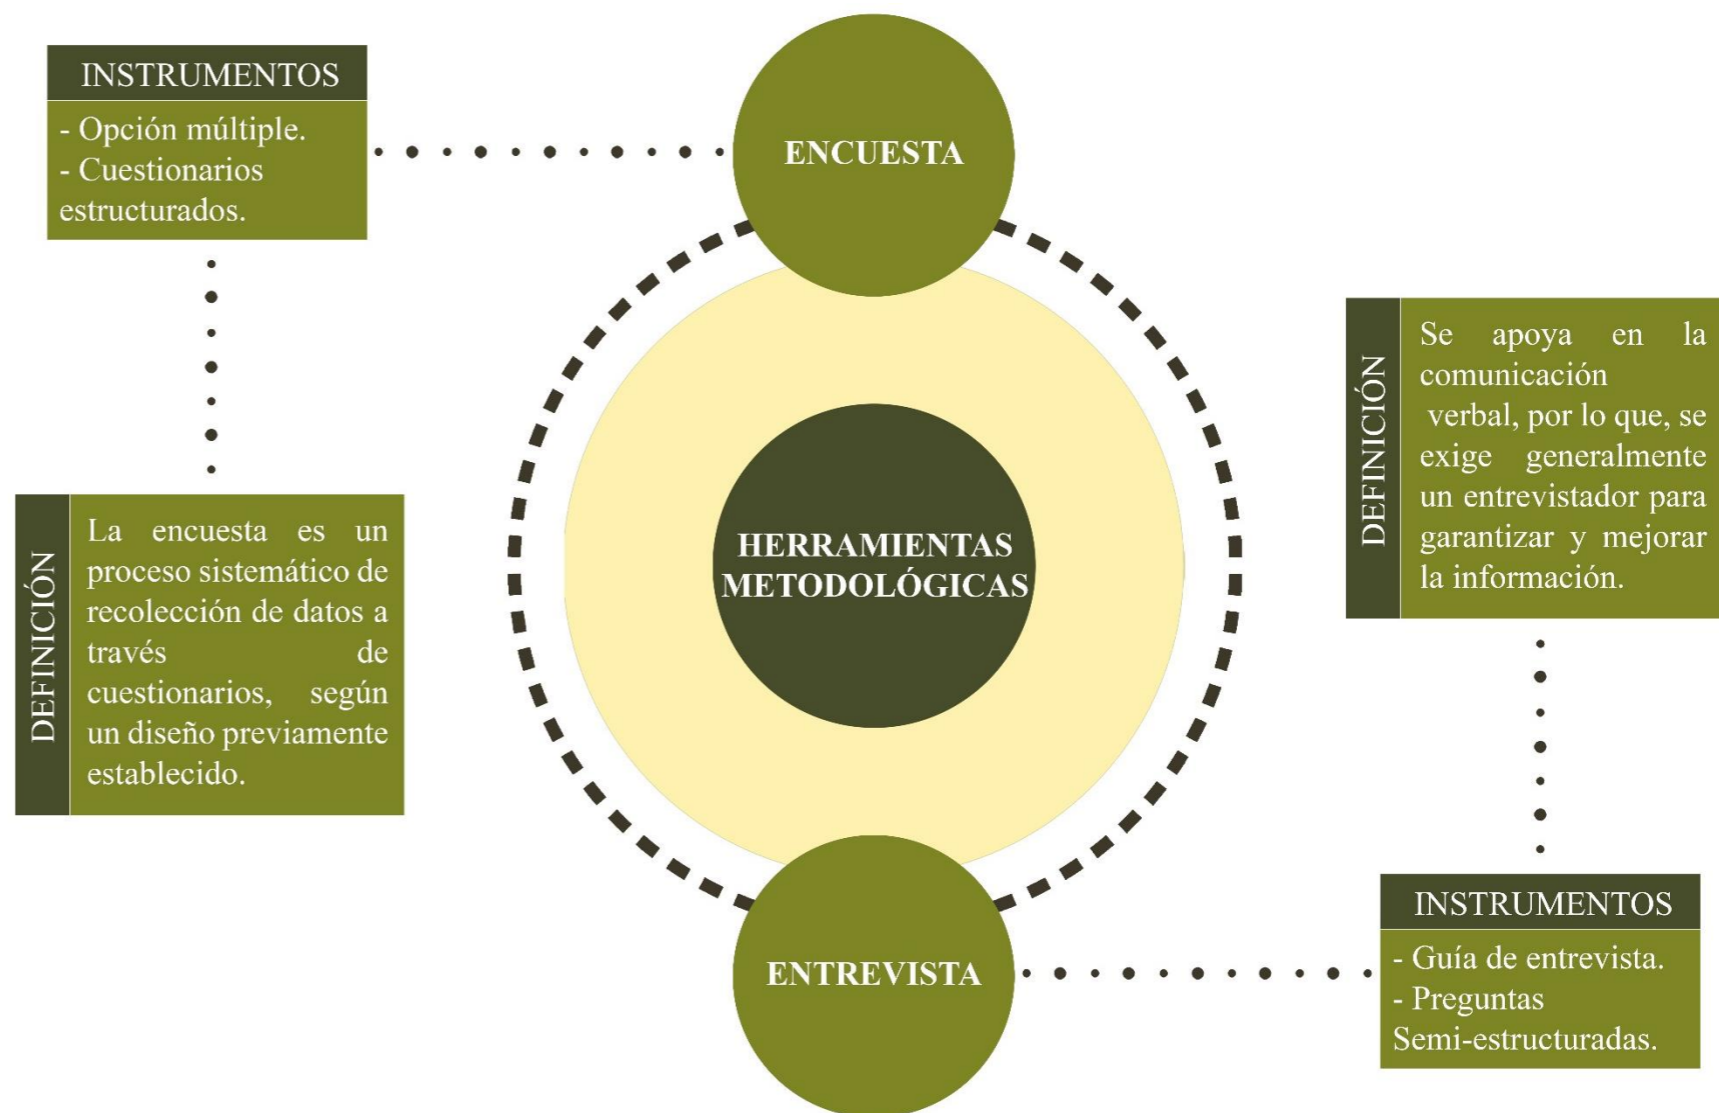 INSTRUMENTOS
- Opción múltiple.
- Cuestionarios
estructurados.
ENCUESTA
DEFINICIÓN
La encuesta es un
proceso sistemático de
recolección de datos a
través de
cuestionarios, según
un diseño previamente
establecido.
HERRAMIENTAS
METODOLÓGICAS
DEFINICIÓN
Se apoya en la
comunicación
verbal, por lo que, se
exige generalmente
un entrevistador para
garantizar y mejorar
la información.
ENTREVISTA
INSTRUMENTOS
- Guía de entrevista.
- Preguntas
Semi-estructuradas.